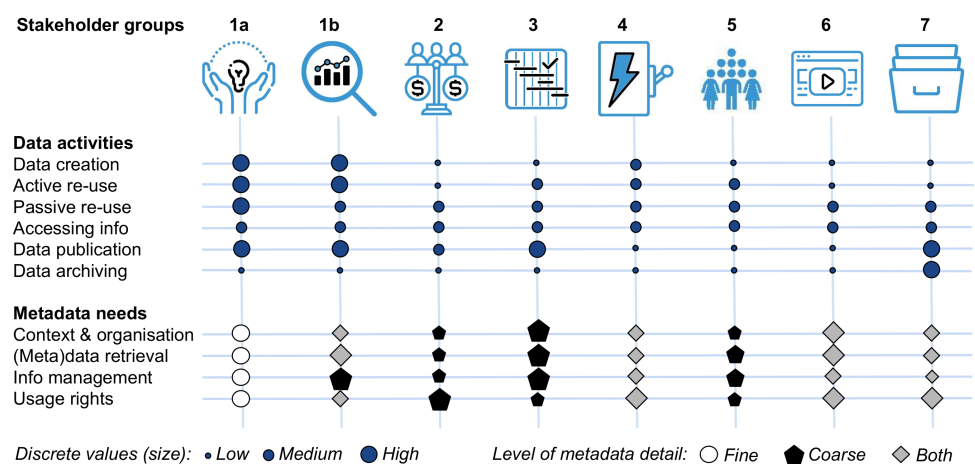 Stakeholder groups 1a 1b 2 3 4 5 6 7
$ $
Data activities
Data creation
Active re-use
Passive re-use
Accessing info
Data publication
Data archiving
Metadata needs
Context & organisation
(Meta)data retrieval
Info management
Usage rights
Discrete values (size): Low Medium High Level of metadata detail: Fine Coarse Both